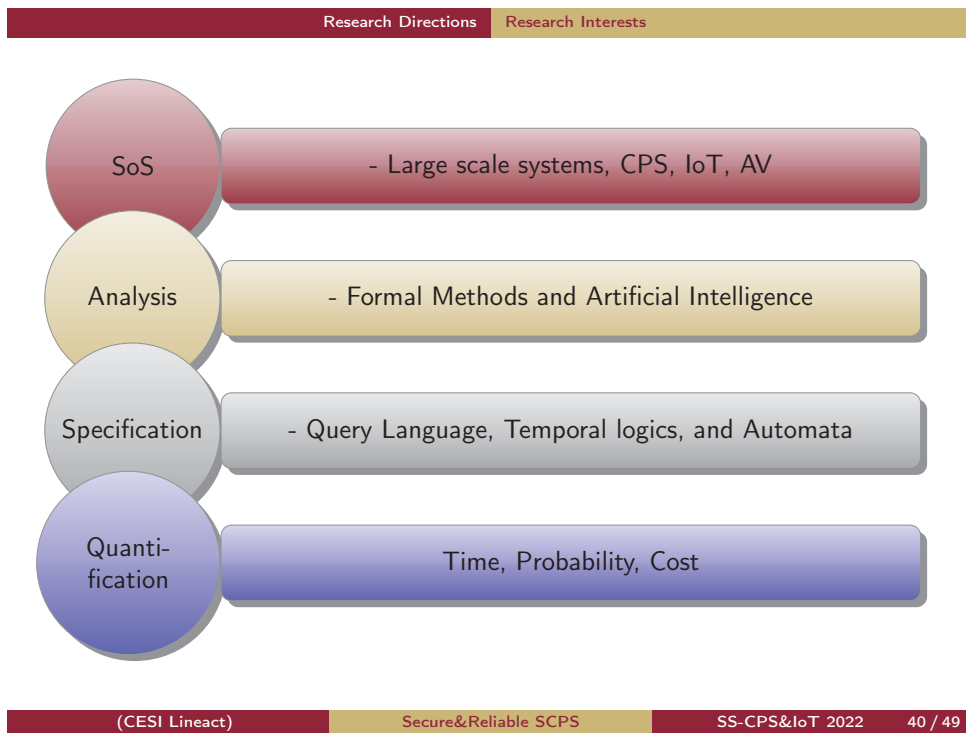 Research Directions Research Interests
SoS
- Large scale systems, CPS, IoT, AV
Analysis
- Formal Methods and Artificial Intelligence
Specification
- Query Language, Temporal logics, and Automata
Quanti-
fication
Time, Probability, Cost
(CESI Lineact) Secure&Reliable SCPS SS-CPS&IoT 2022 40 / 49